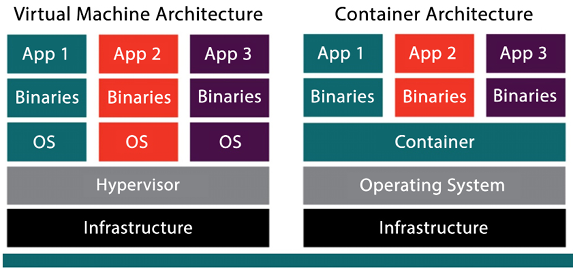 Virtual Machine Architecture
App 1 App 2 App 3
Binaries Binaries Binaries
OS OS OS
Hypervisor
Infrastructure
Container Architecture
App 1 App 2 App 3
Binaries Binaries Binaries
Container
Operating System
Infrastructure